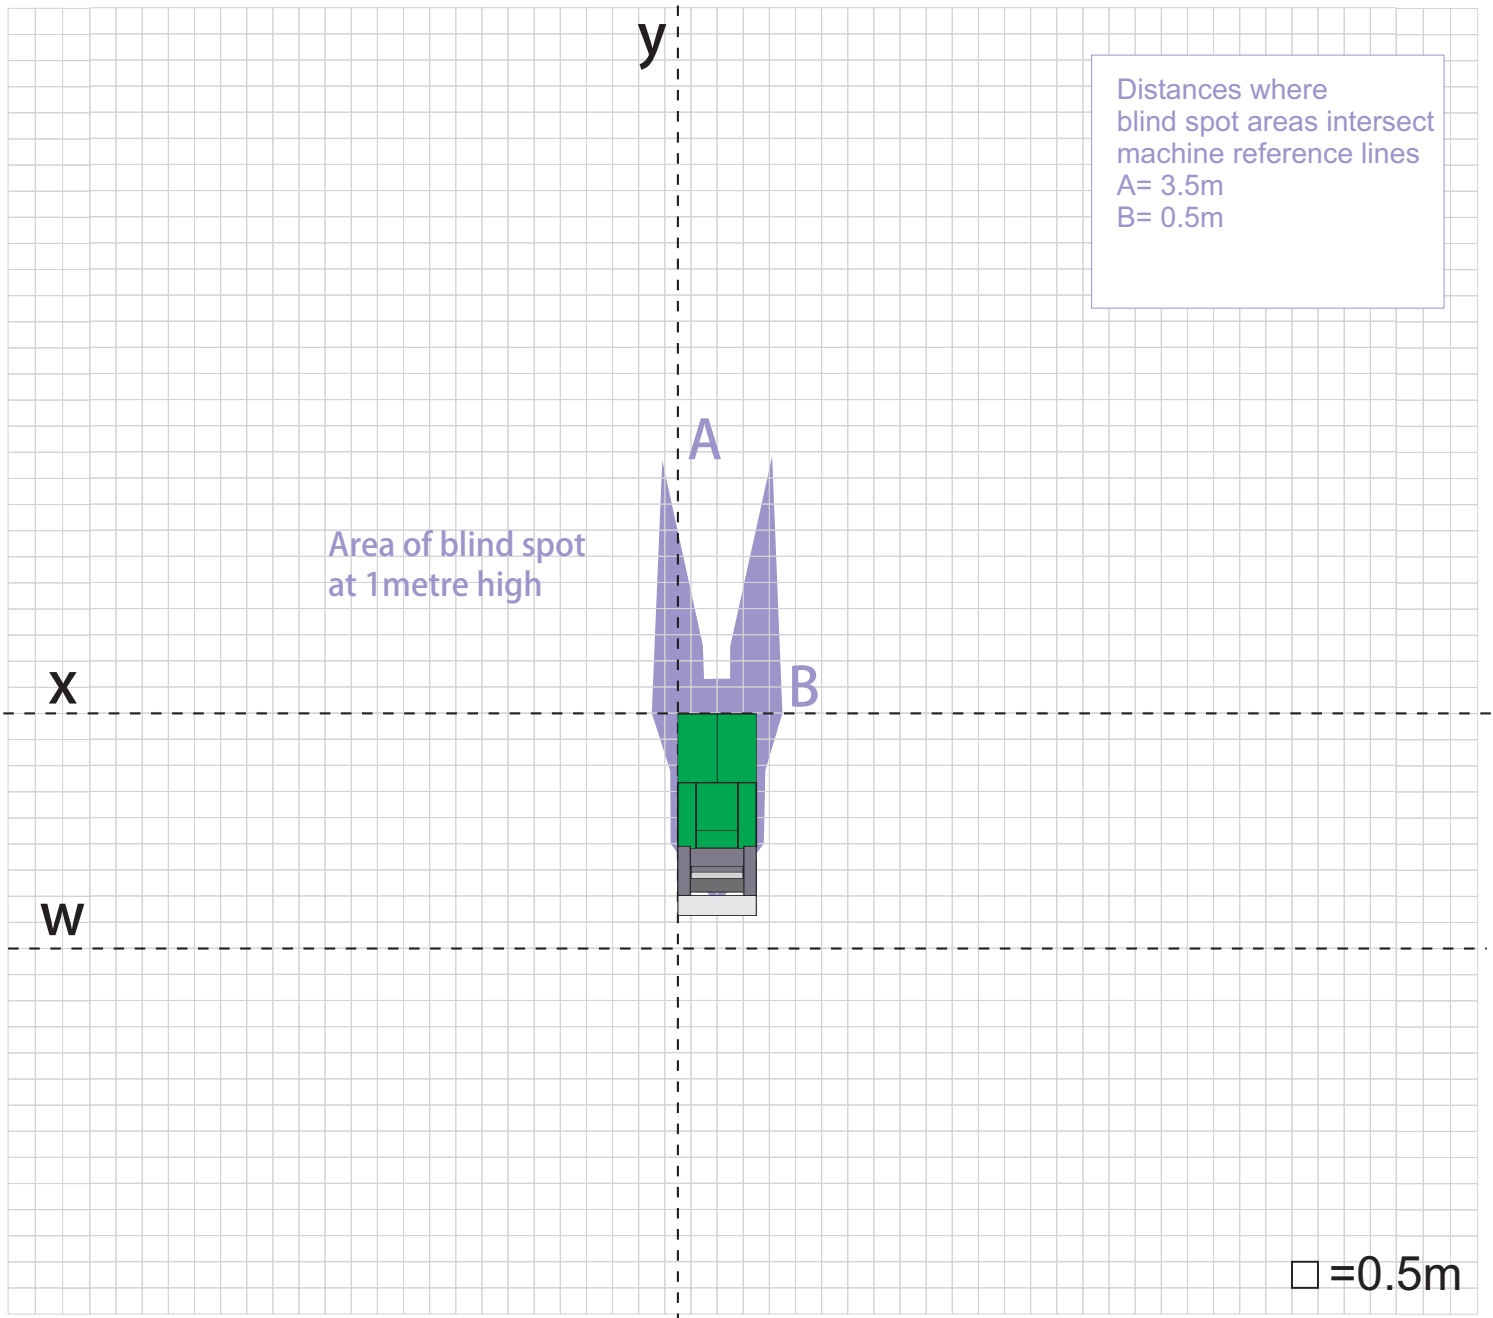 y
Distances where
blind spot areas intersect
machine reference lines
A= 3.5m
B= 0.5m
A
Area of blind spot
at 1metre high
x
B
w
=0.5m